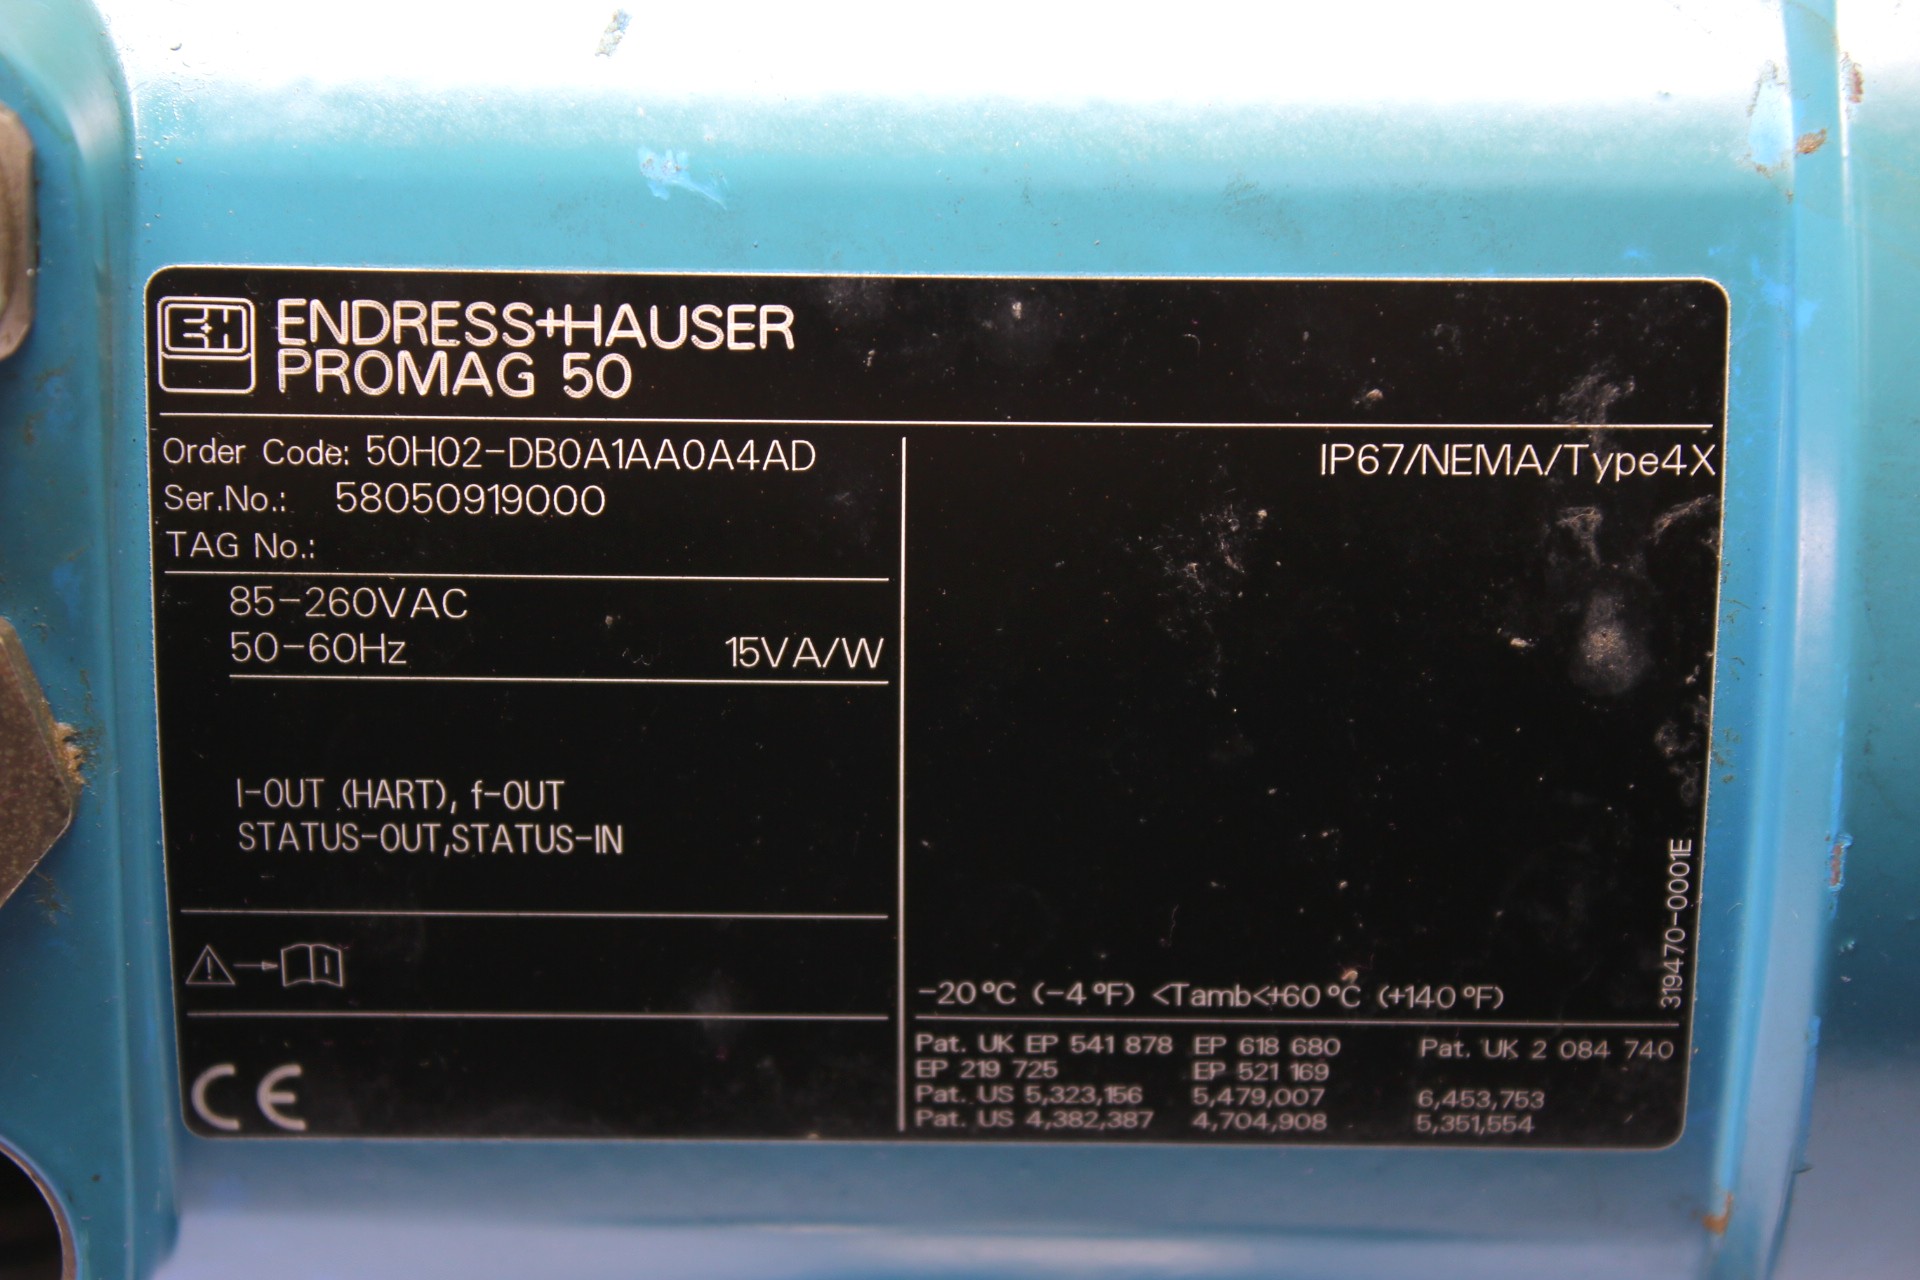 ENDRESS+HAUSER
PROMAG 50
Order Code: 50H02-DB0A1AA0A4AD
Ser.No.: 58050919000
TAG No.:
85-260VAC
50-60Hz 15VA/W
I-OUT (HART), f-OUT
STATUS-OUT,STATUS-IN
i
CE
IP67/NEMA/Type4X
319470-0001E
-20°C (-4°F) <Tamb<+60°C (+140°F)
Pat. UK EP 541 878 EP 618 680 Pat. UK 2 084 740
EP 219 725 EP 521 169
Pat. US 5,323,156 5,479,007 6,453,753
Pat. US 4,382,387 4,704,908 5,351,554